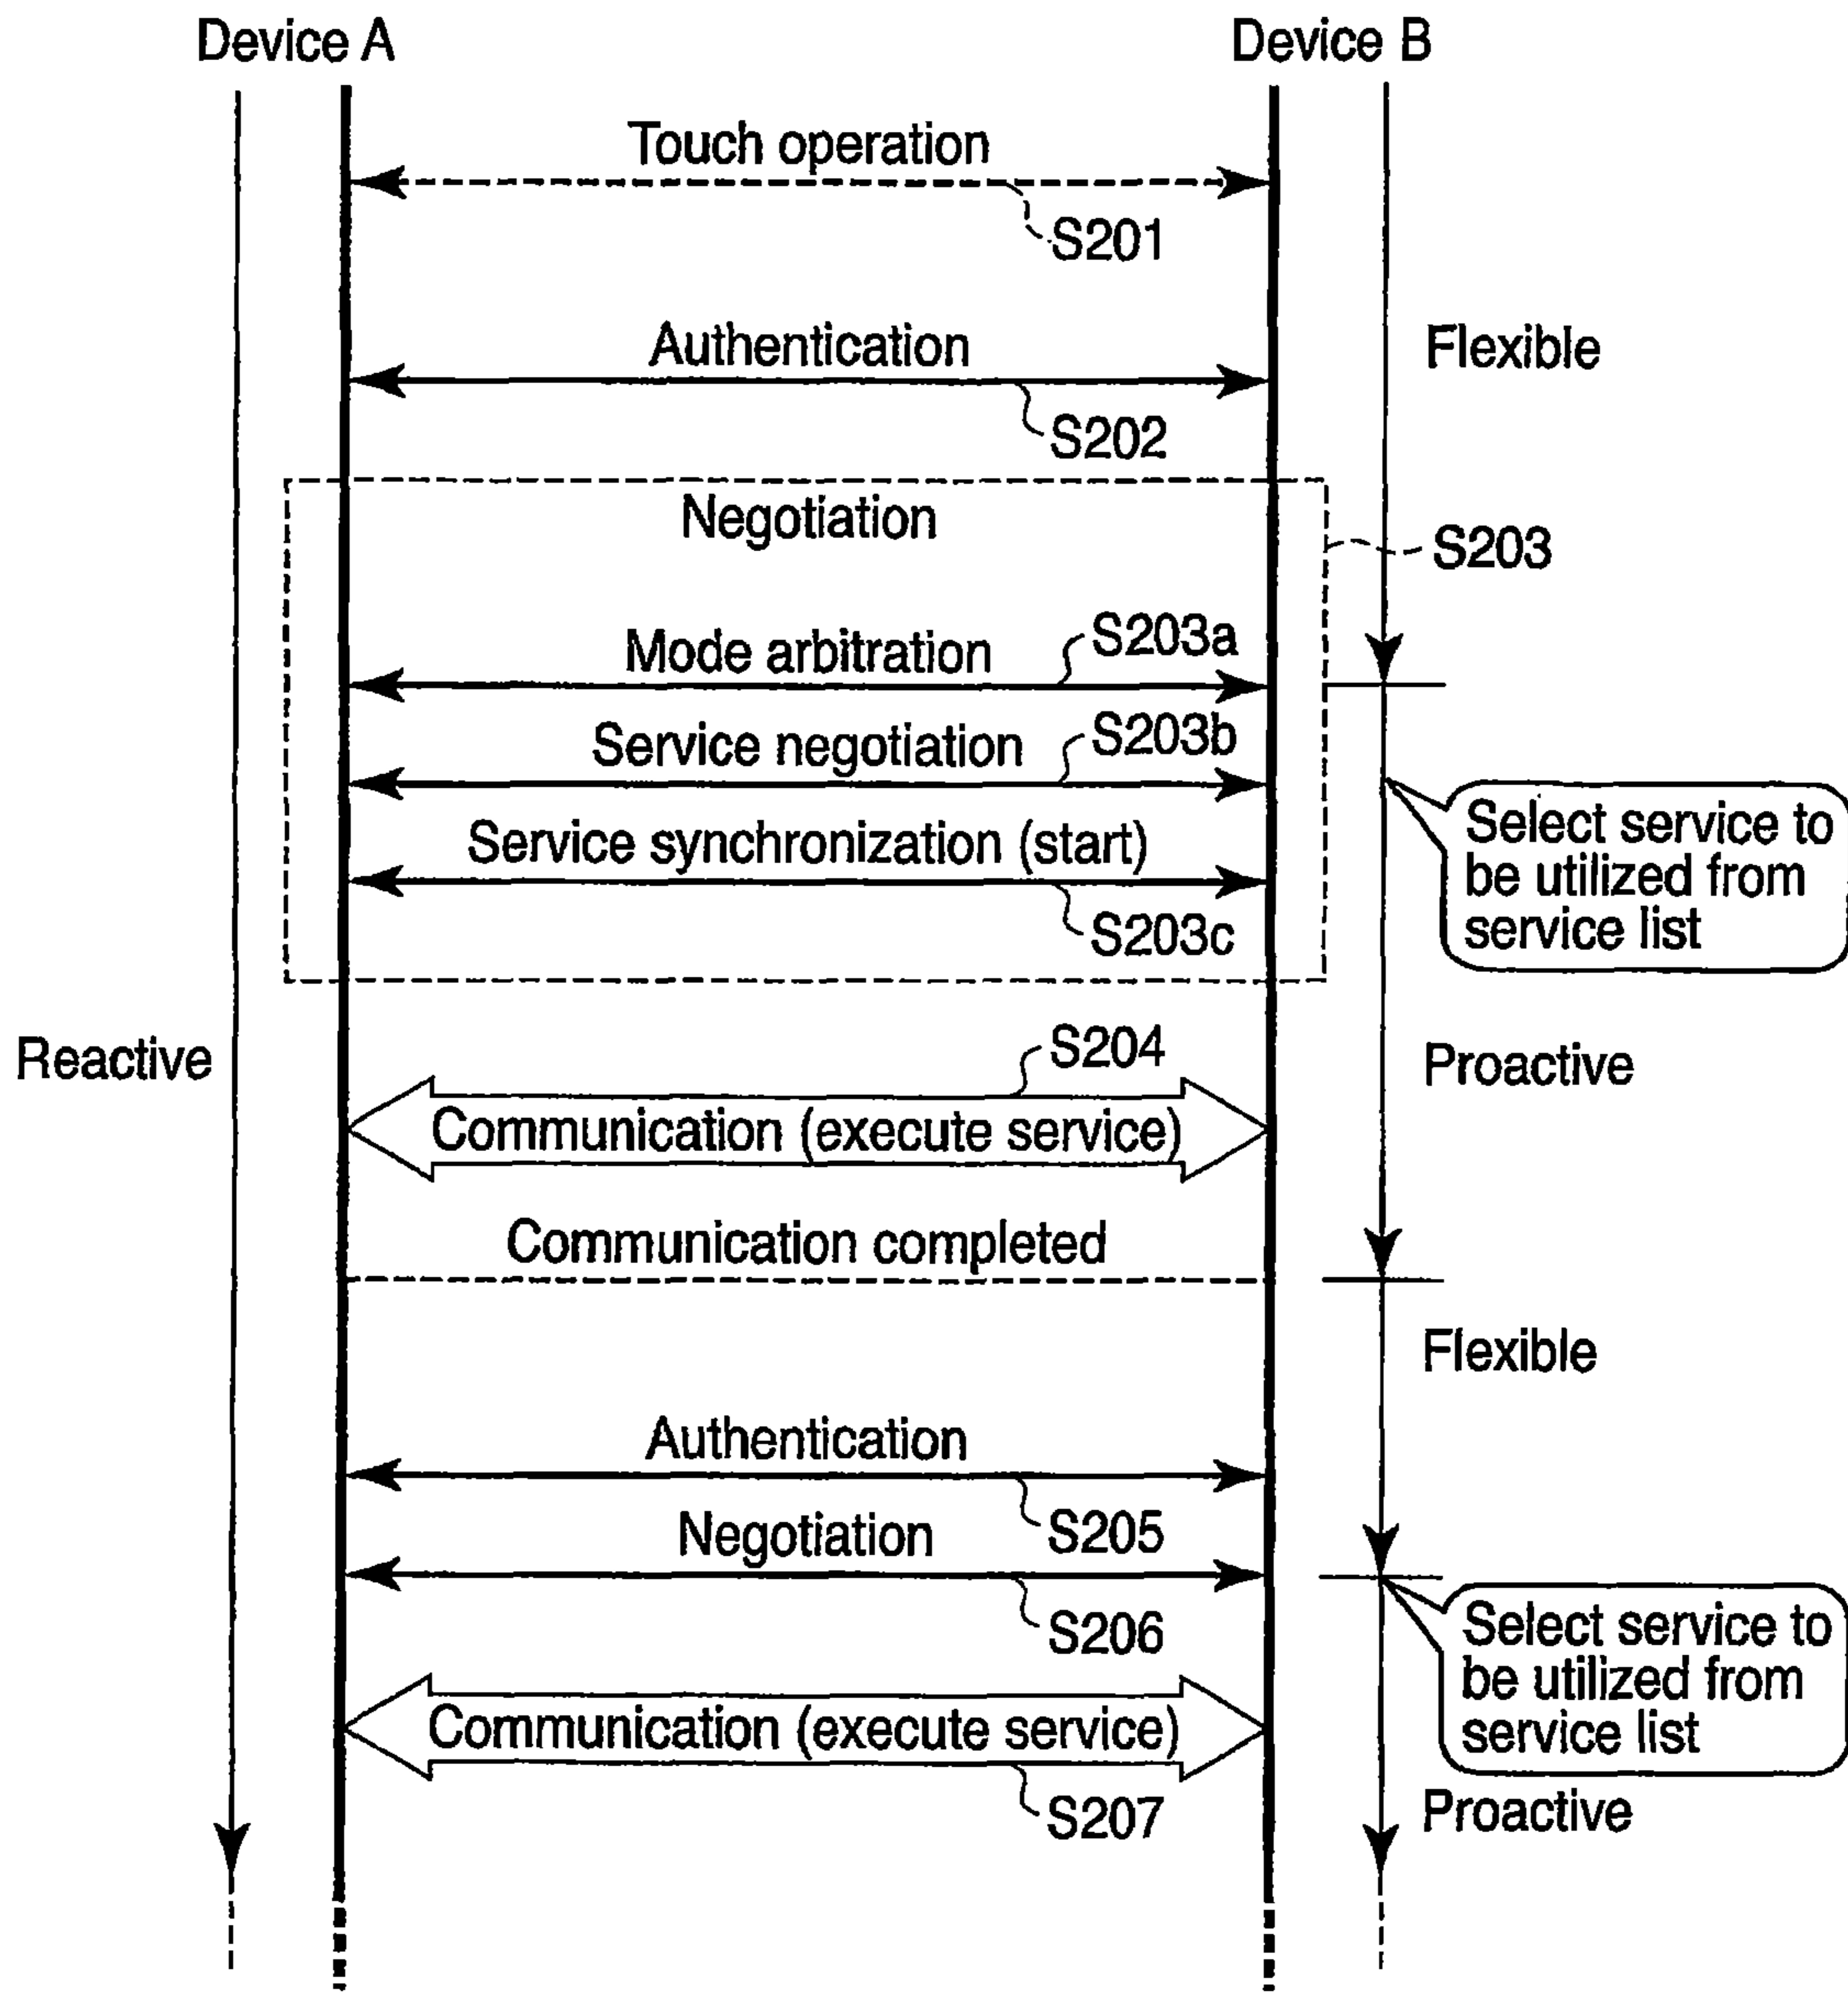 Device A
Device B
Touch operation
S201
Authentication
Flexible
S202
Negotiation
S203
Mode arbitration
S203a
Service negotiation
S203b
Select service to
be utilized from
service list
Service synchronization (start)
S203c
Reactive
S204
Proactive
Communication (execute service)
Communication completed
Flexible
Authentication
S205
Negotiation
S206
Select service to
be utilized from
service list
Communication (execute service)
S207
Proactive